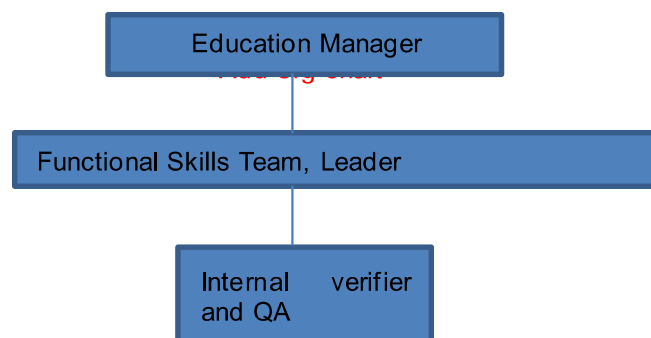 Education Manager
Functional Skills Team, Leader
Internal verifier
and QA